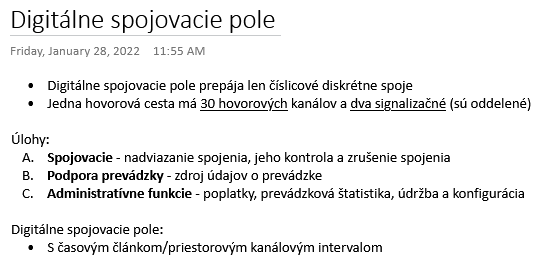 Digitálne spojovacie pole
Friday, January 28, 2022 11:55 AM
• Digitálne spojovacie pole prepája len číslicové diskrétne spoje
• Jedna hovorová cesta má 30 hovorových kanálov a dva signalizačné (sú oddelené)
Úlohy:
A. Spojovacie - nadviazanie spojenia, jeho kontrola a zrušenie spojenia
B. Podpora prevádzky - zdroj údajov o prevádzke
C. Administratívne funkcie - poplatky, prevádzková štatistika, údržba a konfigurácia
Digitálne spojovacie pole:
• S časovým článkom/priestorovým kanálovým intervalom